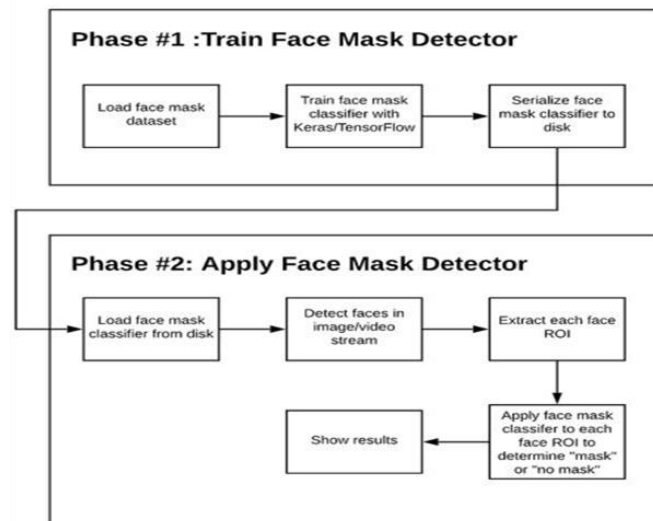 Phase #1 :Train Face Mask Detector
Load face mask
dataset
Train face mask
classifier with
Keras/TensorFlow
Serialize face
mask classifier to
disk
Phase #2: Apply Face Mask Detector
Load face mask
classifier from disk
Detect faces in
image/video
stream
Extract each face
ROI
Apply face mask
classifer to each
face ROI to
determine "mask"
or "no mask"
Show results